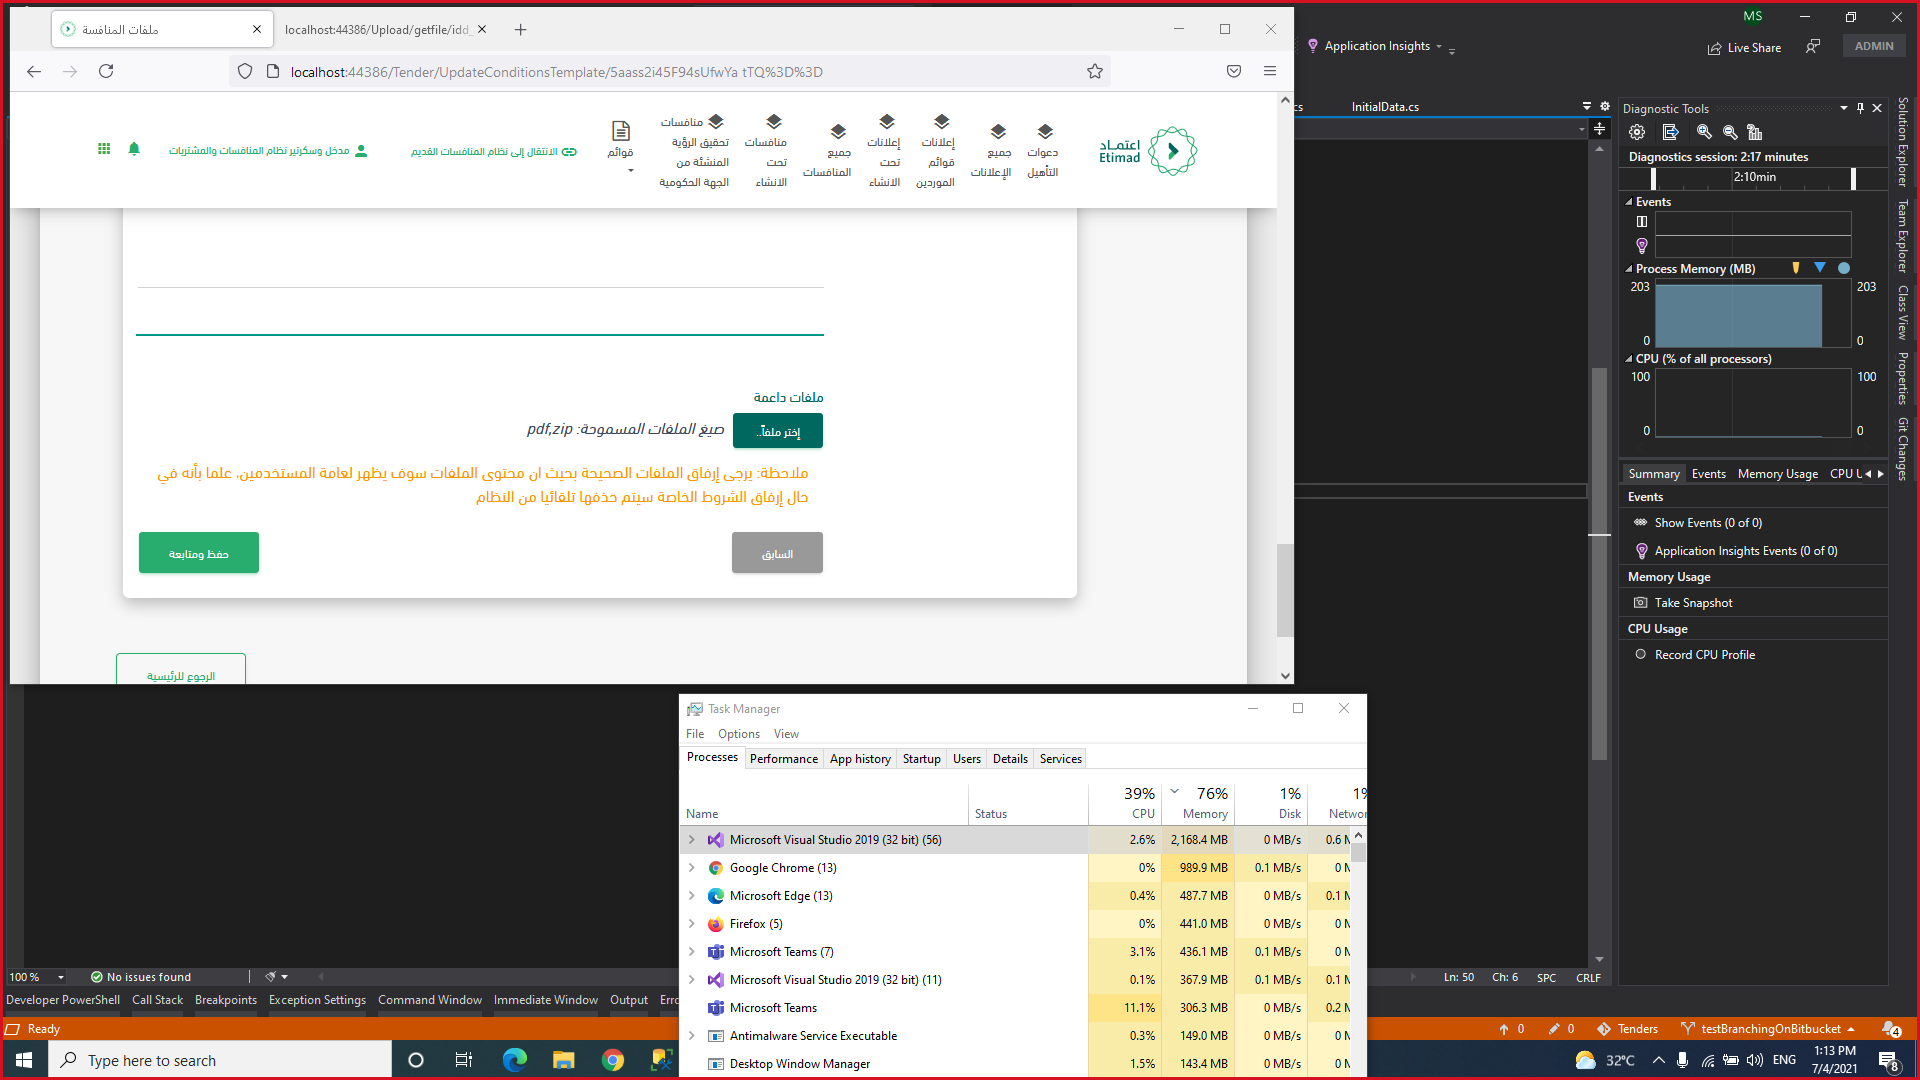 ملفات المنافسة
localhost:44386/Upload/getfile/idd_
localhost:44386/Tender/UpdateConditionsTemplate/5aass2i45F94sUfwYa tTQ%3D%3D
اعتماد
Etimad
دعوات التأهيل
جميع الإعلانات
إعلانات قوائم الموردين
إعلانات تحت الانشاء
جميع المنافسات
منافسات تحت الانشاء
منافسات تحقيق الرؤية المنشئة من الجهة الحكومية
قوائم
الانتقال إلى نظام المنافسات القديم
مدخل وسكرتير نظام المنافسات والمشتريات
ملفات داعمة
إختر ملفاً..
صيغ الملفات المسموحة: pdf,zip
ملاحظة: يرجى إرفاق الملفات الصحيحة بحيث ان محتوى الملفات سوف يظهر لعامة المستخدمين، علما بأنه في
حال إرفاق الشروط الخاصة سيتم حذفها تلقائيا من النظام
السابق
حفظ ومتابعة
الرجوع للرئيسية
MS
Application Insights
Live Share
ADMIN
cs
InitialData.cs
Diagnostic Tools
Diagnostics session: 2:17 minutes
2:10min
Events
Process Memory (MB)
203 203
0 0
CPU (% of all processors)
100 100
0 0
Summary Events Memory Usage CPU U
Events
Show Events (0 of 0)
Application Insights Events (0 of 0)
Memory Usage
Take Snapshot
CPU Usage
Record CPU Profile
Solution Explorer
Team Explorer
Class View
Properties
Git Changes
Task Manager
File Options View
Processes Performance App history Startup Users Details Services
39% 76% 1% 1%
Name Status CPU Memory Disk Networ
Microsoft Visual Studio 2019 (32 bit) (56) 2.6% 2,168.4 MB 0 MB/s 0.6 M
Google Chrome (13) 0% 989.9 MB 0.1 MB/s 0 M
Microsoft Edge (13) 0.4% 487.7 MB 0 MB/s 0.1 M
Firefox (5) 0% 441.0 MB 0 MB/s 0 M
Microsoft Teams (7) 3.1% 436.1 MB 0.1 MB/s 0 M
Microsoft Visual Studio 2019 (32 bit) (11) 0.1% 367.9 MB 0.1 MB/s 0.1 M
Microsoft Teams 11.1% 306.3 MB 0 MB/s 0.2 M
Antimalware Service Executable 0.3% 149.0 MB 0 MB/s 0 M
Desktop Window Manager 1.5% 143.4 MB 0 MB/s 0 M
100 %
No issues found
Ln: 50 Ch: 6 SPC CRLF
Developer PowerShell Call Stack Breakpoints Exception Settings Command Window Immediate Window Output Erro
Ready
0 0 Tenders testBranchingOnBitbucket 4
Type here to search
32°C
ENG
1:13 PM
7/4/2021
8